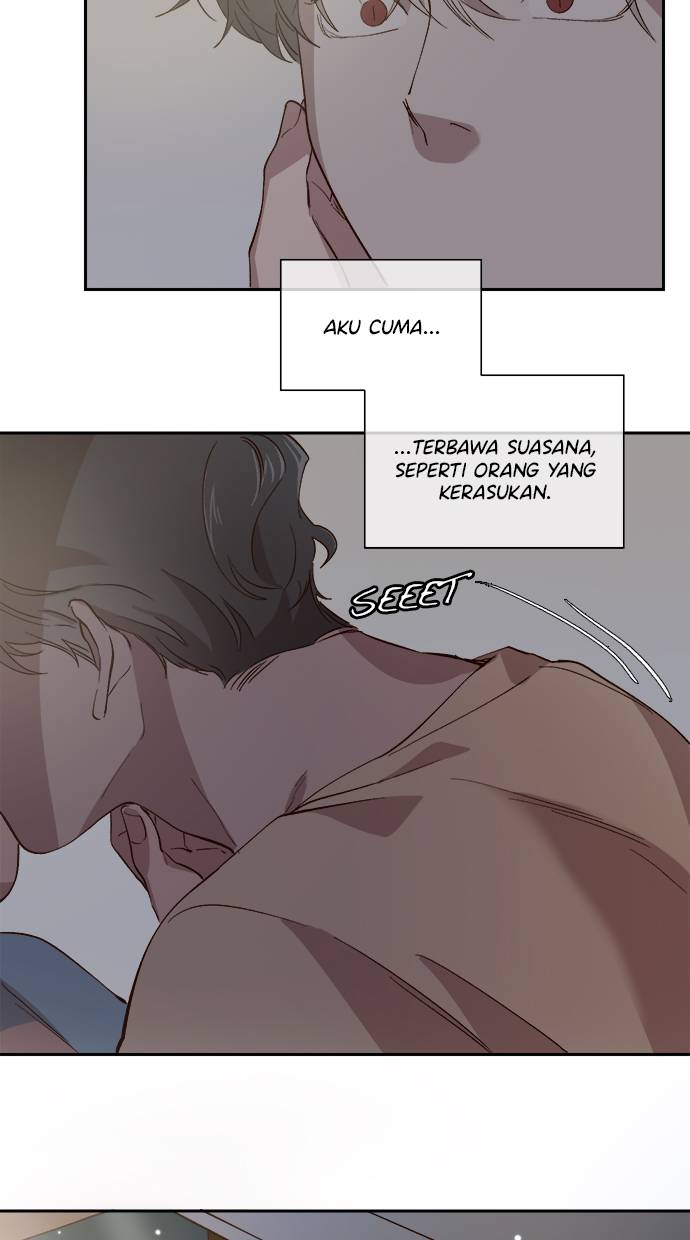 AKU CUMA...
...TERBAWA SUASANA,
SEPERTI ORANG YANG
KERASUKAN.
SEEET